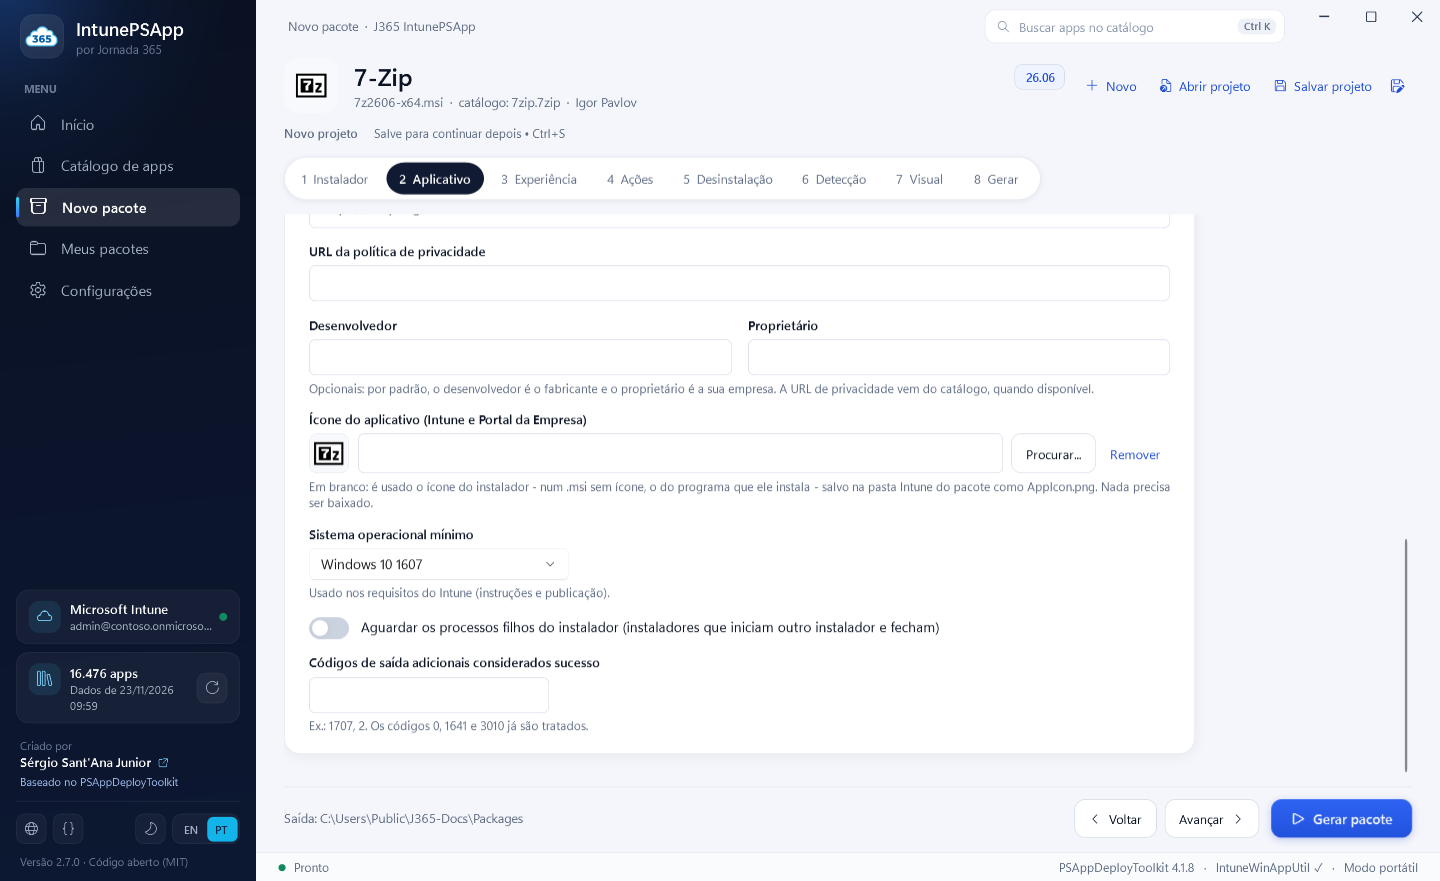 365
IntunePSApp
por Jornada 365
MENU
Início
Catálogo de apps
Novo pacote
Meus pacotes
Configurações
Microsoft Intune
admin@contoso.onmicroso...
16.476 apps
Dados de 23/11/2026
09:59
Criado por
Sérgio Sant'Ana Junior
Baseado no PSAppDeployToolkit
EN PT
Versão 2.7.0 · Código aberto (MIT)
Novo pacote · J365 IntunePSApp
Buscar apps no catálogo Ctrl K
7z
7-Zip
7z2606-x64.msi · catálogo: 7zip.7zip · Igor Pavlov
26.06
Novo
Abrir projeto
Salvar projeto
Novo projeto Salve para continuar depois • Ctrl+S
1 Instalador
2 Aplicativo
3 Experiência
4 Ações
5 Desinstalação
6 Detecção
7 Visual
8 Gerar
URL da política de privacidade
Desenvolvedor
Proprietário
Opcionais: por padrão, o desenvolvedor é o fabricante e o proprietário é a sua empresa. A URL de privacidade vem do catálogo, quando disponível.
Ícone do aplicativo (Intune e Portal da Empresa)
7z
Procurar...
Remover
Em branco: é usado o ícone do instalador - num .msi sem ícone, o do programa que ele instala - salvo na pasta Intune do pacote como AppIcon.png. Nada precisa
ser baixado.
Sistema operacional mínimo
Windows 10 1607
Usado nos requisitos do Intune (instruções e publicação).
Aguardar os processos filhos do instalador (instaladores que iniciam outro instalador e fecham)
Códigos de saída adicionais considerados sucesso
Ex.: 1707, 2. Os códigos 0, 1641 e 3010 já são tratados.
Saída: C:\Users\Public\J365-Docs\Packages
Voltar
Avançar
Gerar pacote
Pronto
PSAppDeployToolkit 4.1.8 · IntuneWinAppUtil ✓ · Modo portátil